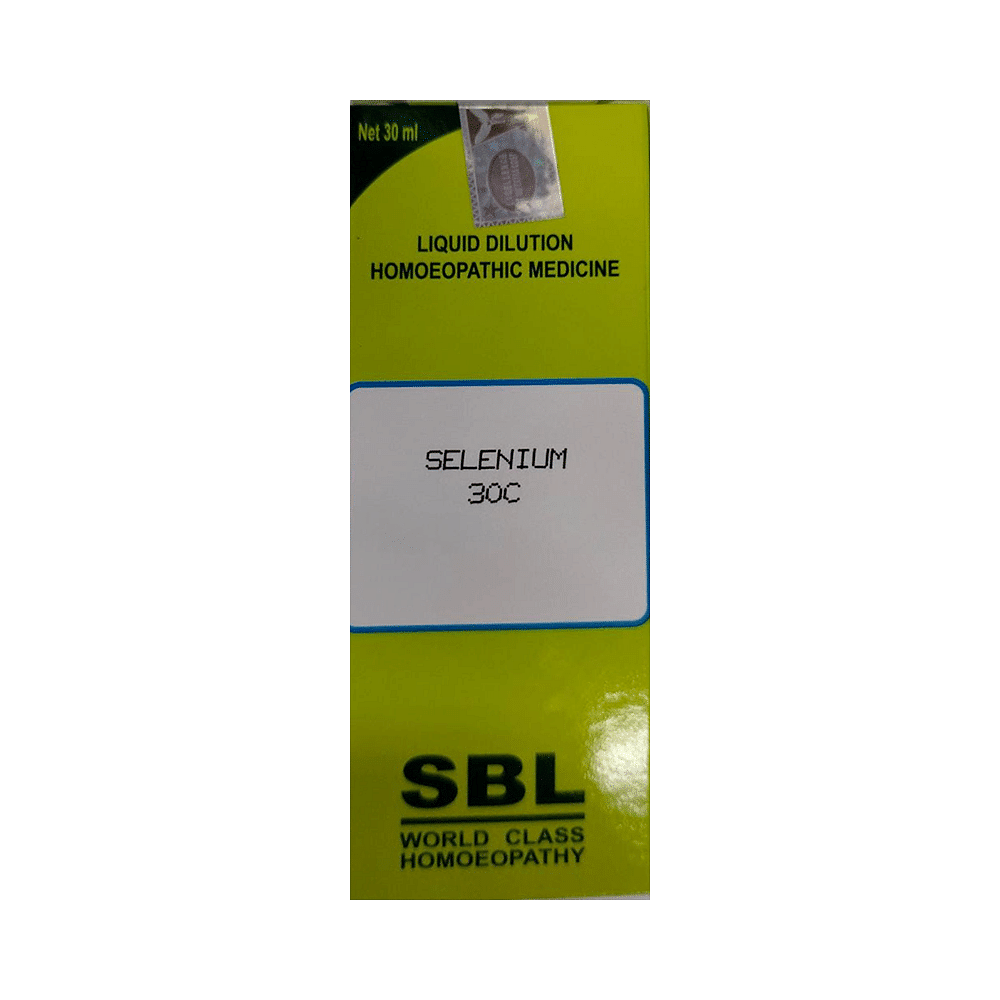 Net 30 ml
LIQUID DILUTION
HOMOEOPATHIC MEDICINE
SELENIUM
30C
SBL
WORLD CLASS
HOMOEOPATHY